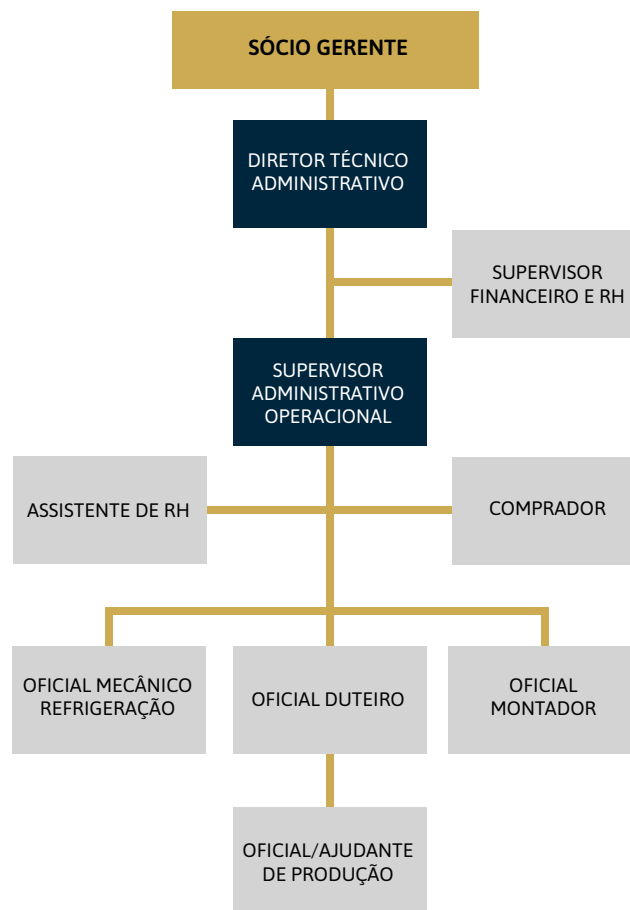 SÓCIO GERENTE
DIRETOR TÉCNICO
ADMINISTRATIVO
SUPERVISOR
FINANCEIRO E RH
SUPERVISOR
ADMINISTRATIVO
OPERACIONAL
ASSISTENTE DE RH
COMPRADOR
OFICIAL MECÂNICO
REFRIGERAÇÃO
OFICIAL DUTEIRO
OFICIAL
MONTADOR
OFICIAL/AJUDANTE
DE PRODUÇÃO